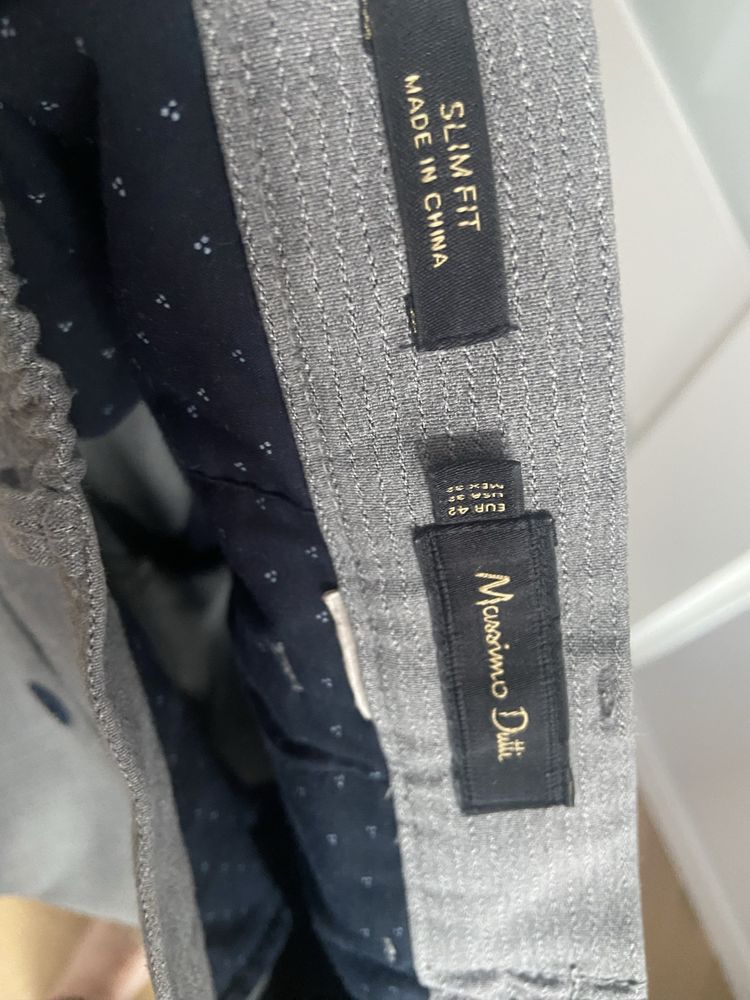 SLIM FIT
MADE IN CHINA
EUR 42
USA 32
MEX 32
Massimo Dutti